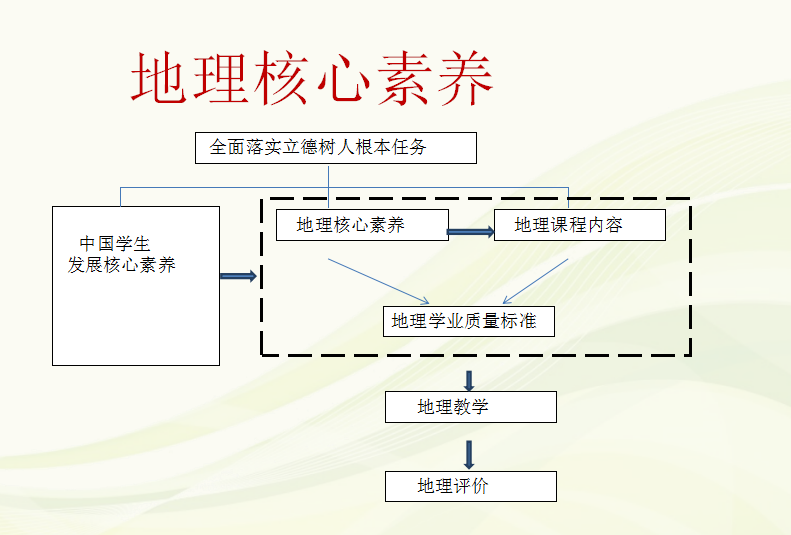 地理核心素养
全面落实立德树人根本任务
中国学生
发展核心素养
地理核心素养
地理课程内容
地理学业质量标准
地理教学
地理评价